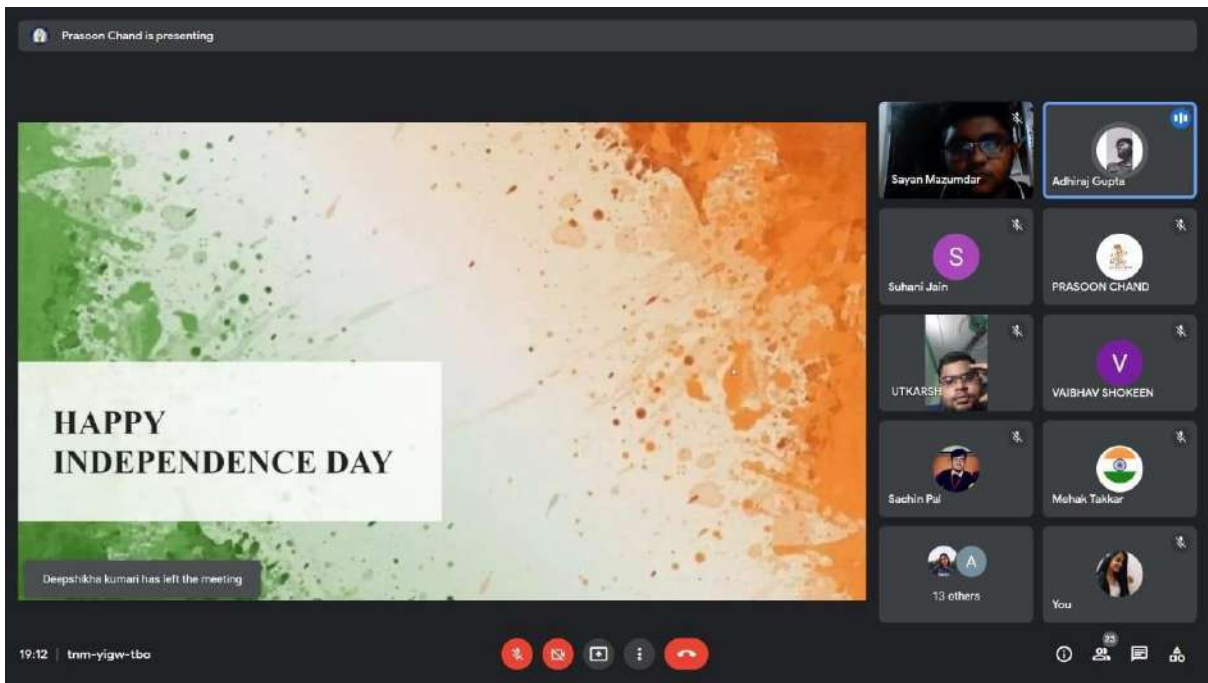 Prasoon Chand is presenting
HAPPY
INDEPENDENCE DAY
Deepshikha kumari has left the meeting
Sayan Mazumdar
Adhiraj Gupta
S
Suhani Jain
PRASOON CHAND
UTKARSH
V
VAIBHAV SHOKEEN
Sachin Pal
Mehak Takkar
A
13 others
You
19:12 | tnm-yigw-tbo
23